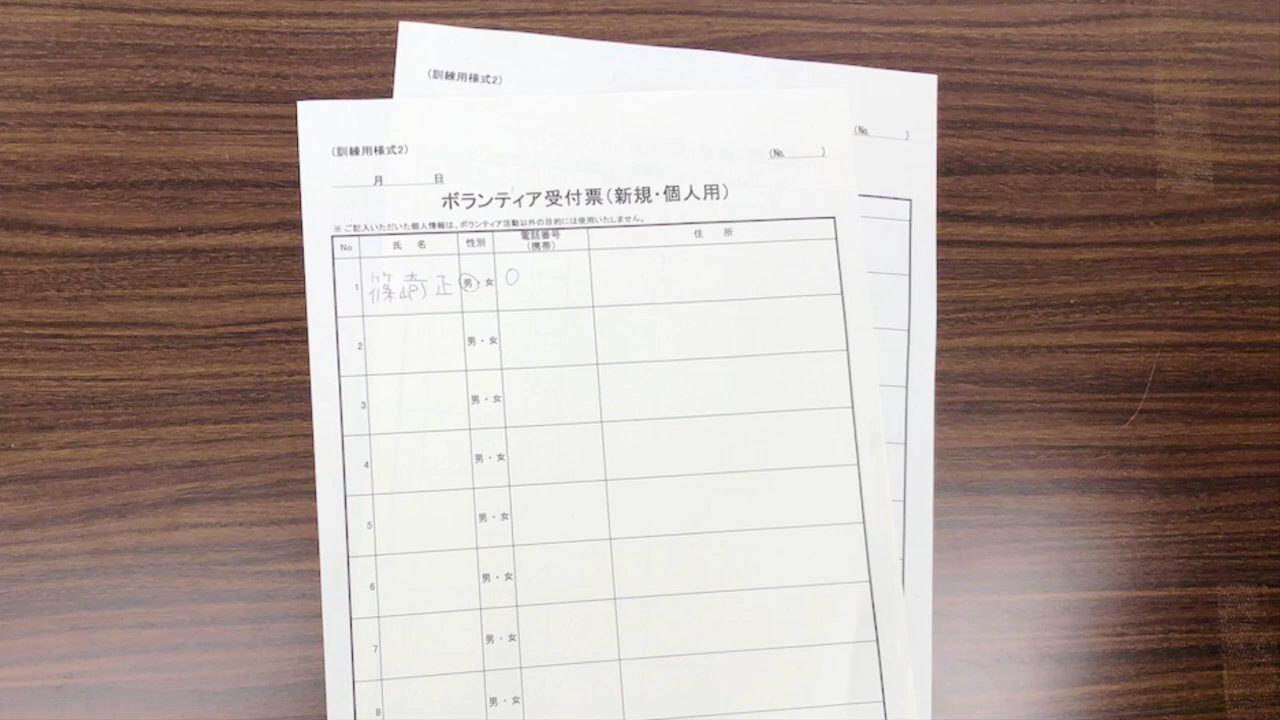 (訓練用様式2)
(No. )
(訓練用様式2)
(No. )
月 日
ボランティア受付票(新規・個人用)
※ ご記入いただいた個人情報は、ボランティア活動以外の目的には使用いたしません。
No 氏 名 性別 電話番号(携帯) 住 所
1 篠﨑 正 男・女 0
2 男・女
3 男・女
4 男・女
5 男・女
6 男・女
7 男・女
8 男・女